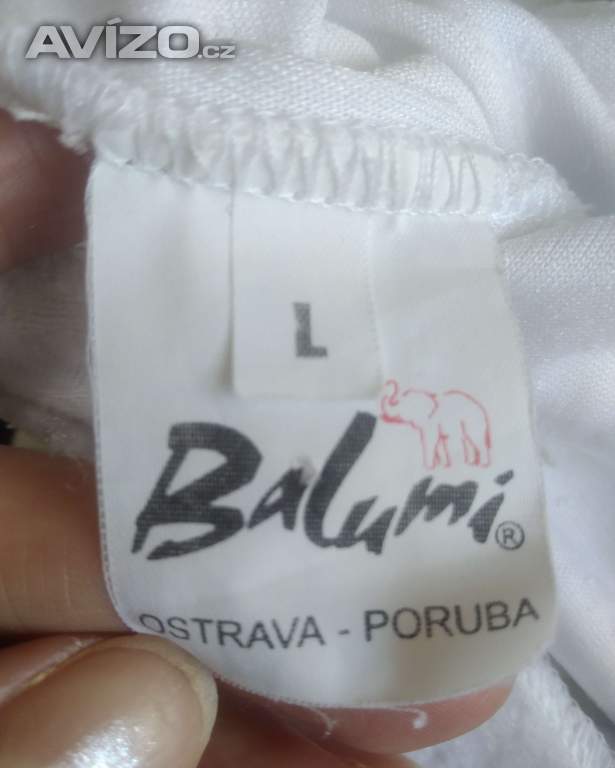 AVÍZO.cz
L
Balumi ®
OSTRAVA - PORUBA